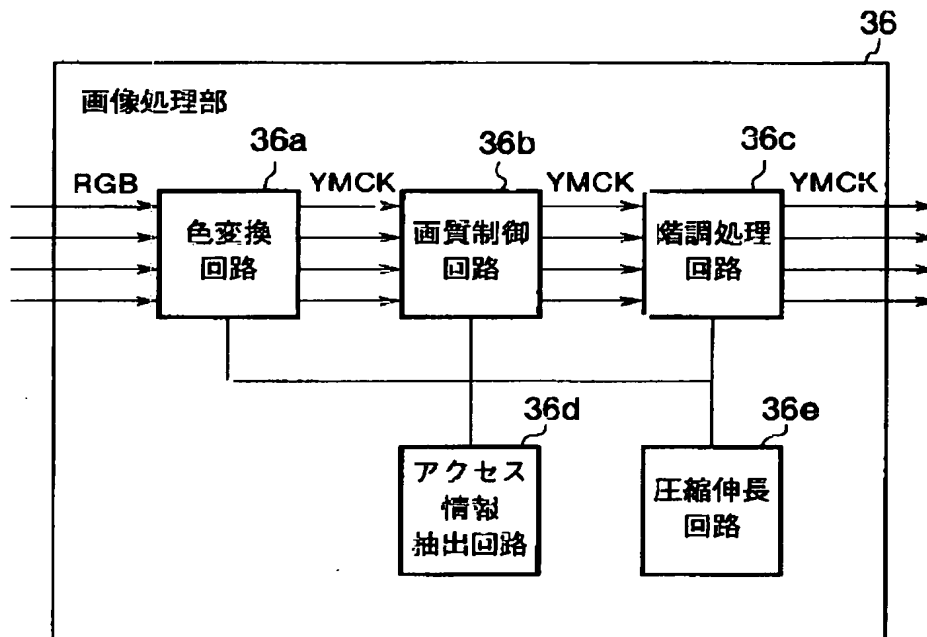 36
画像処理部
36a
36b
36c
RGB
YMCK
YMCK
YMCK
色変換
回路
画質制御
回路
階調処理
回路
36d
36e
アクセス
情報
抽出回路
圧縮伸長
回路